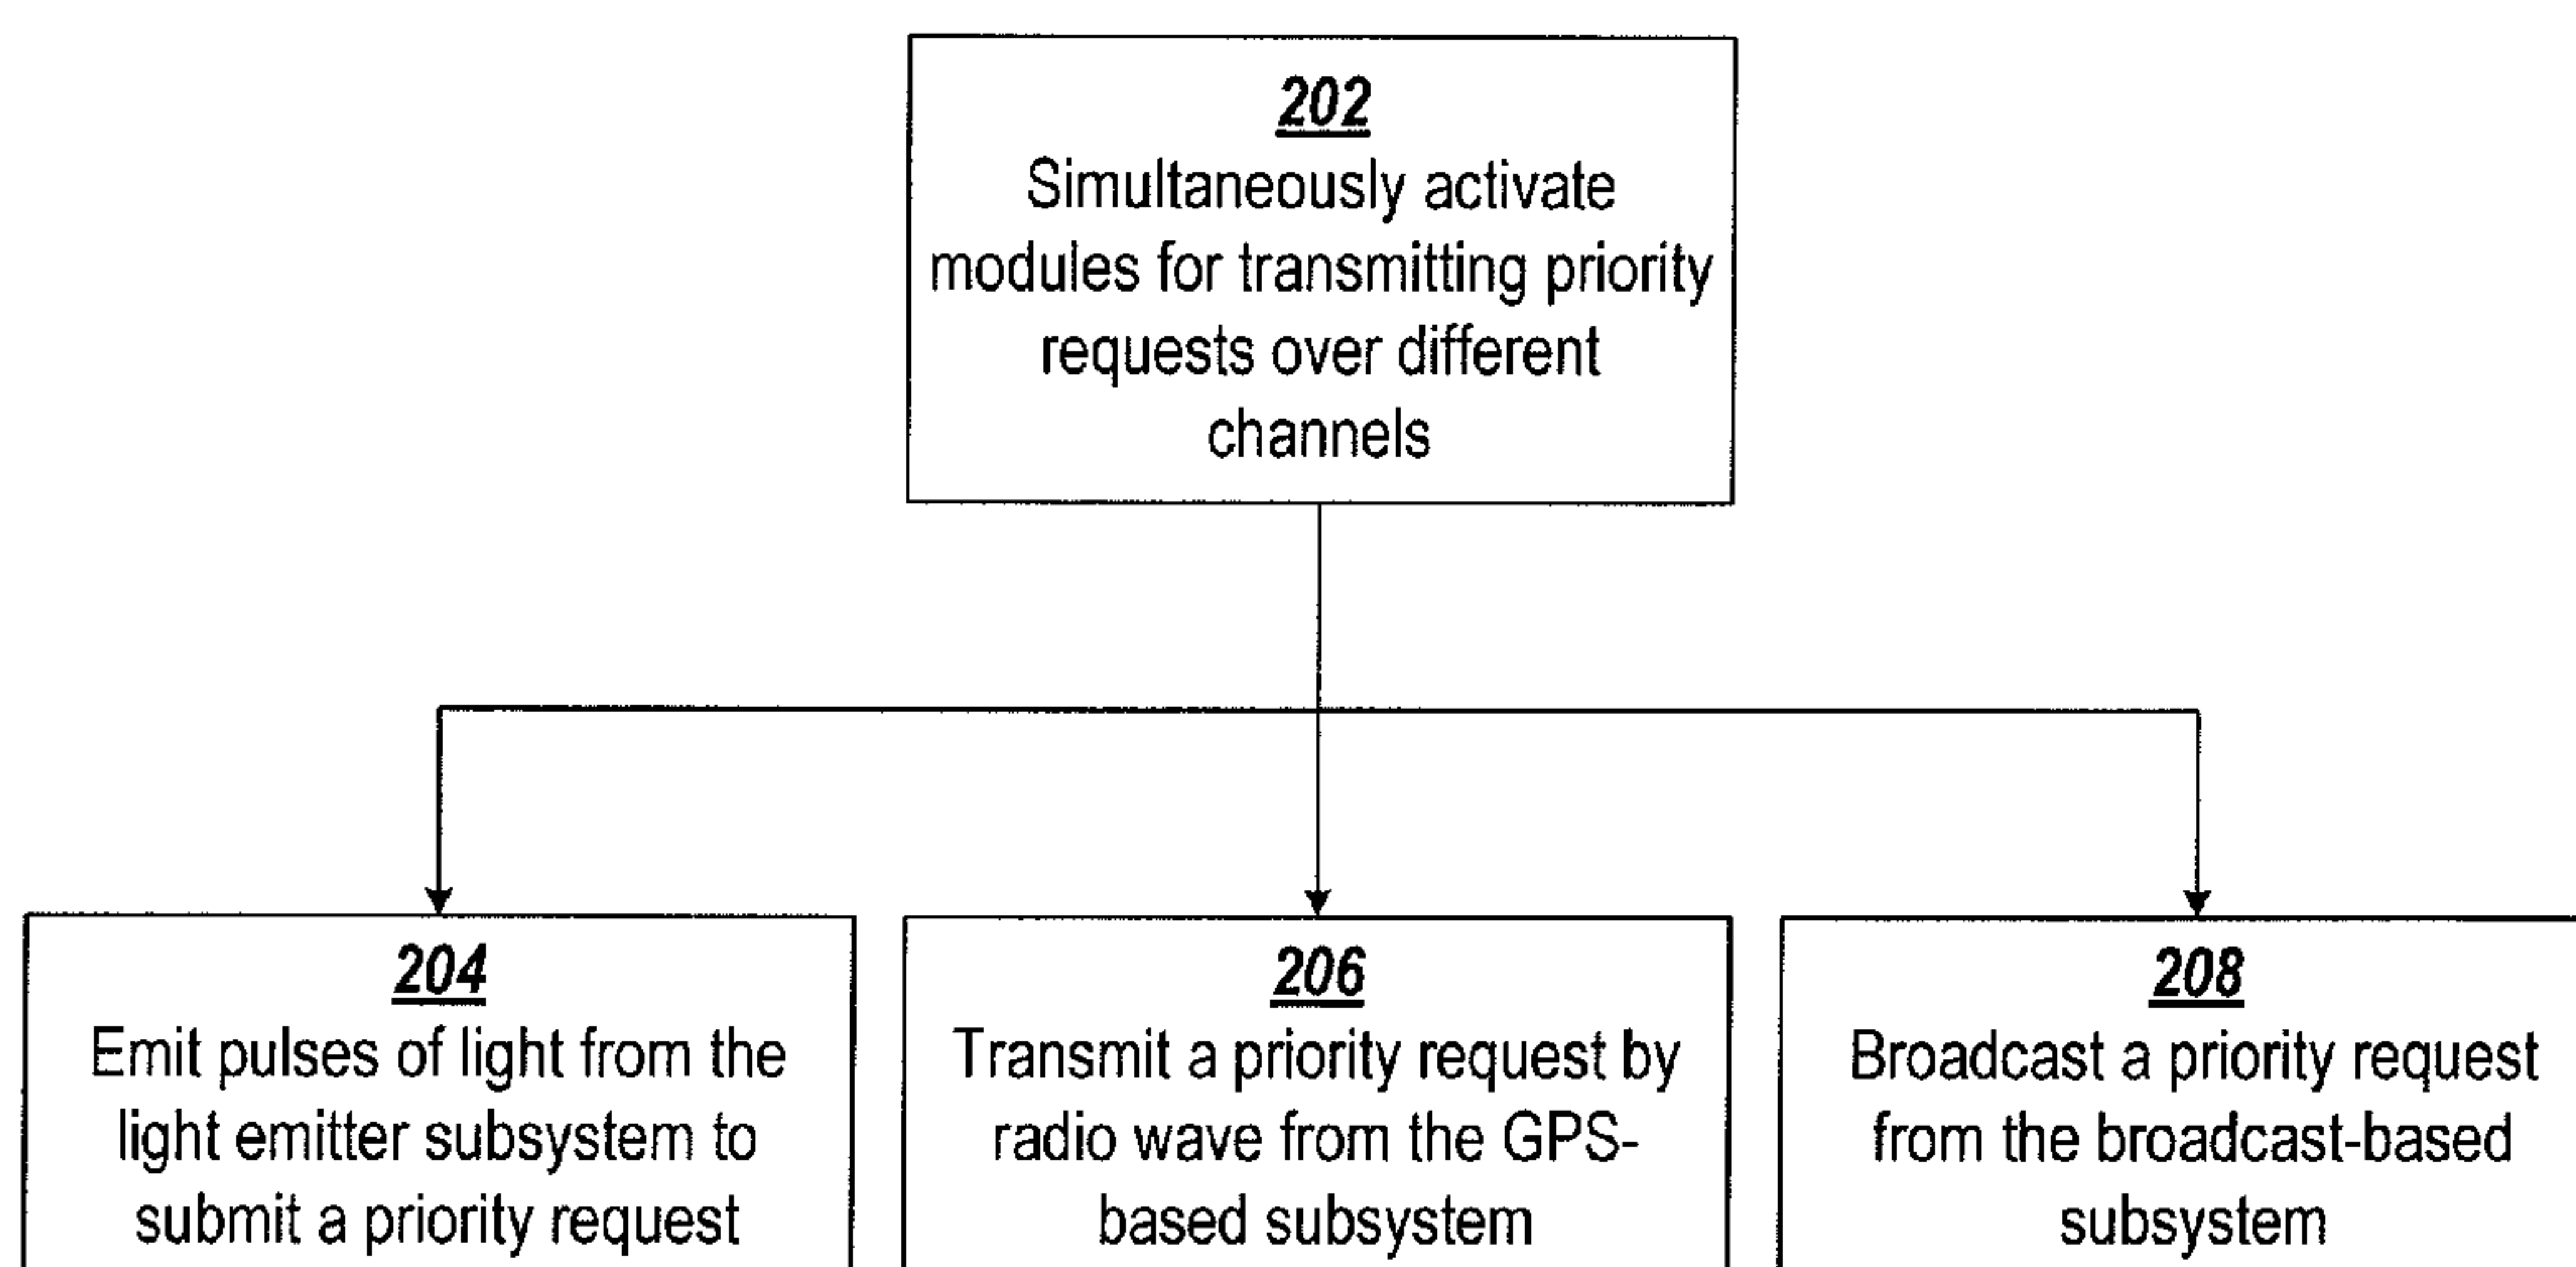 202
Simultaneously activate
modules for transmitting priority
requests over different
channels
204
Emit pulses of light from the
light emitter subsystem to
submit a priority request
206
Transmit a priority request by
radio wave from the GPS-
based subsystem
208
Broadcast a priority request
from the broadcast-based
subsystem